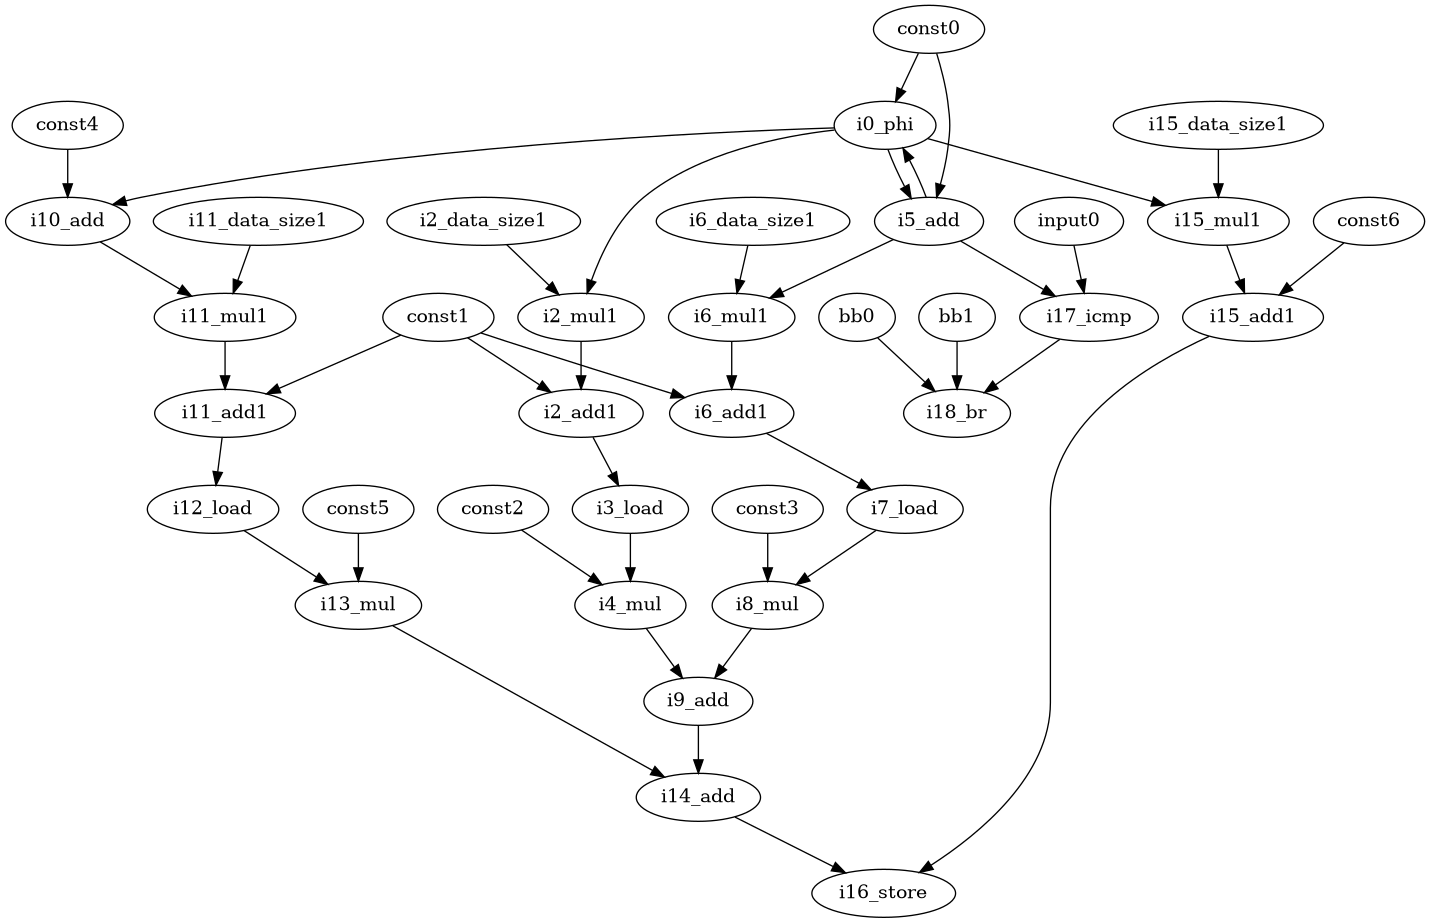 const0
const4
i0_phi
i15_data_size1
i10_add
i11_data_size1
i2_data_size1
i6_data_size1
i5_add
input0
i15_mul1
const6
i11_mul1
const1
i2_mul1
i6_mul1
bb0
bb1
i17_icmp
i15_add1
i11_add1
i2_add1
i6_add1
i18_br
i12_load
const5
const2
i3_load
const3
i7_load
i13_mul
i4_mul
i8_mul
i9_add
i14_add
i16_store